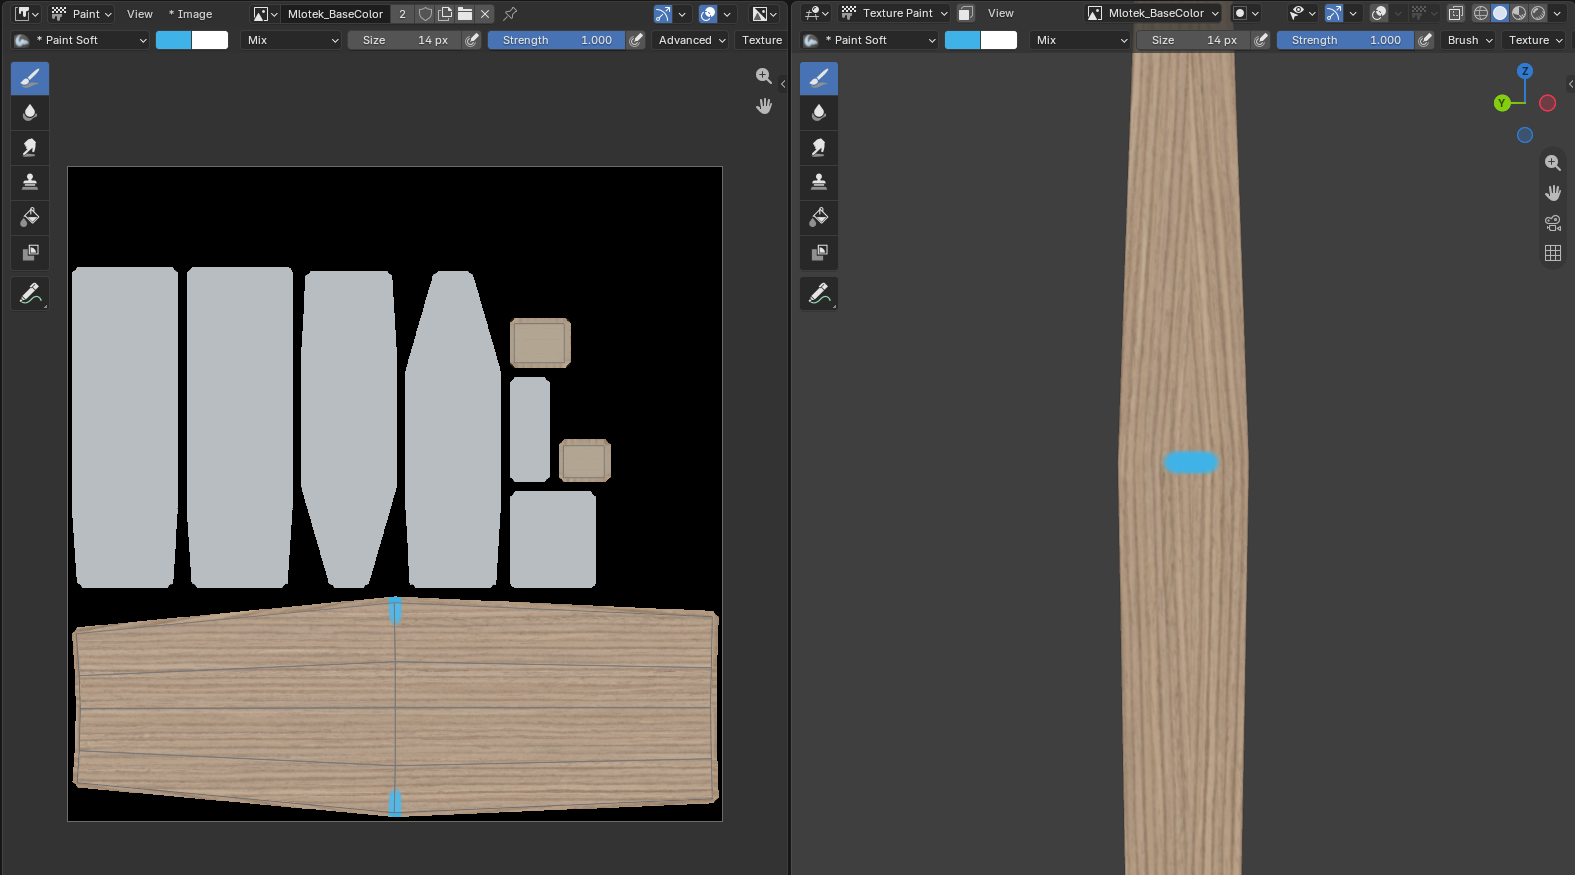 Paint View * Image Mlotek_BaseColor 2
* Paint Soft Mix Size 14 px Strength 1.000 Advanced Texture
Texture Paint View Mlotek_BaseColor
* Paint Soft Mix Size 14 px Strength 1.000 Brush Texture
Z
Y